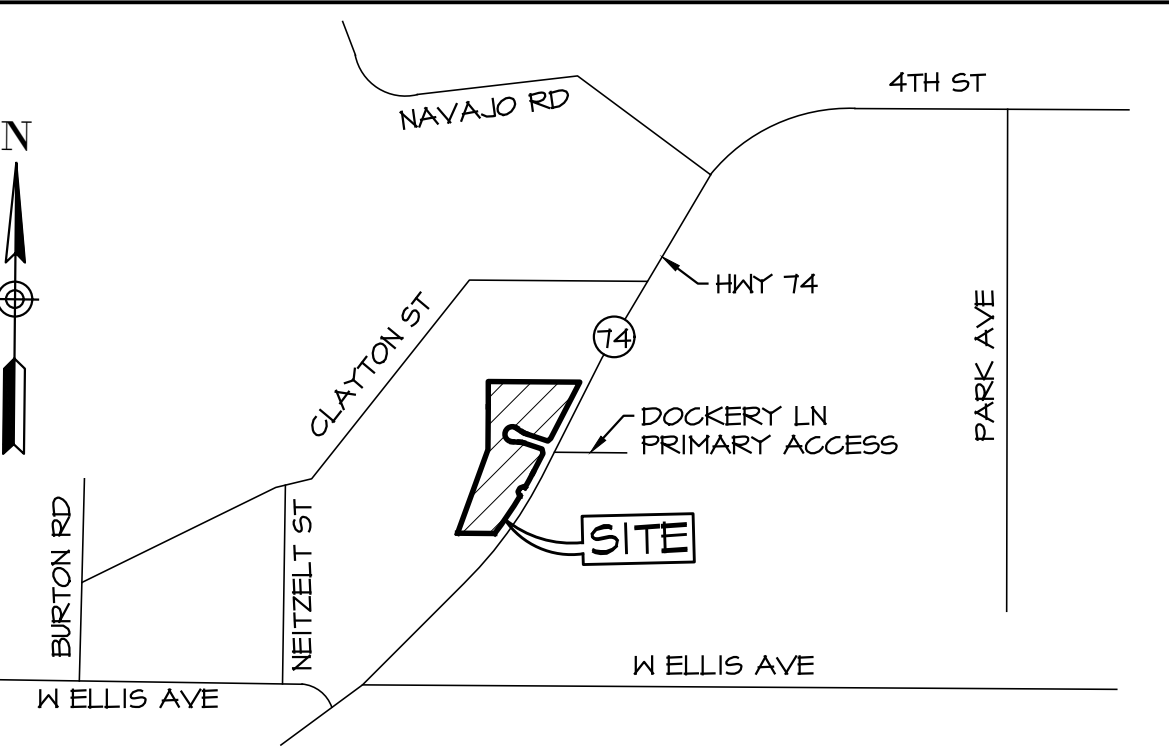 4TH ST
NAVAJO RD
N
HWY 74
CLAYTON ST
PARK AVE
74
DOCKERY LN
PRIMARY ACCESS
BURTON RD
NEITZELT ST
SITE
W ELLIS AVE
W ELLIS AVE